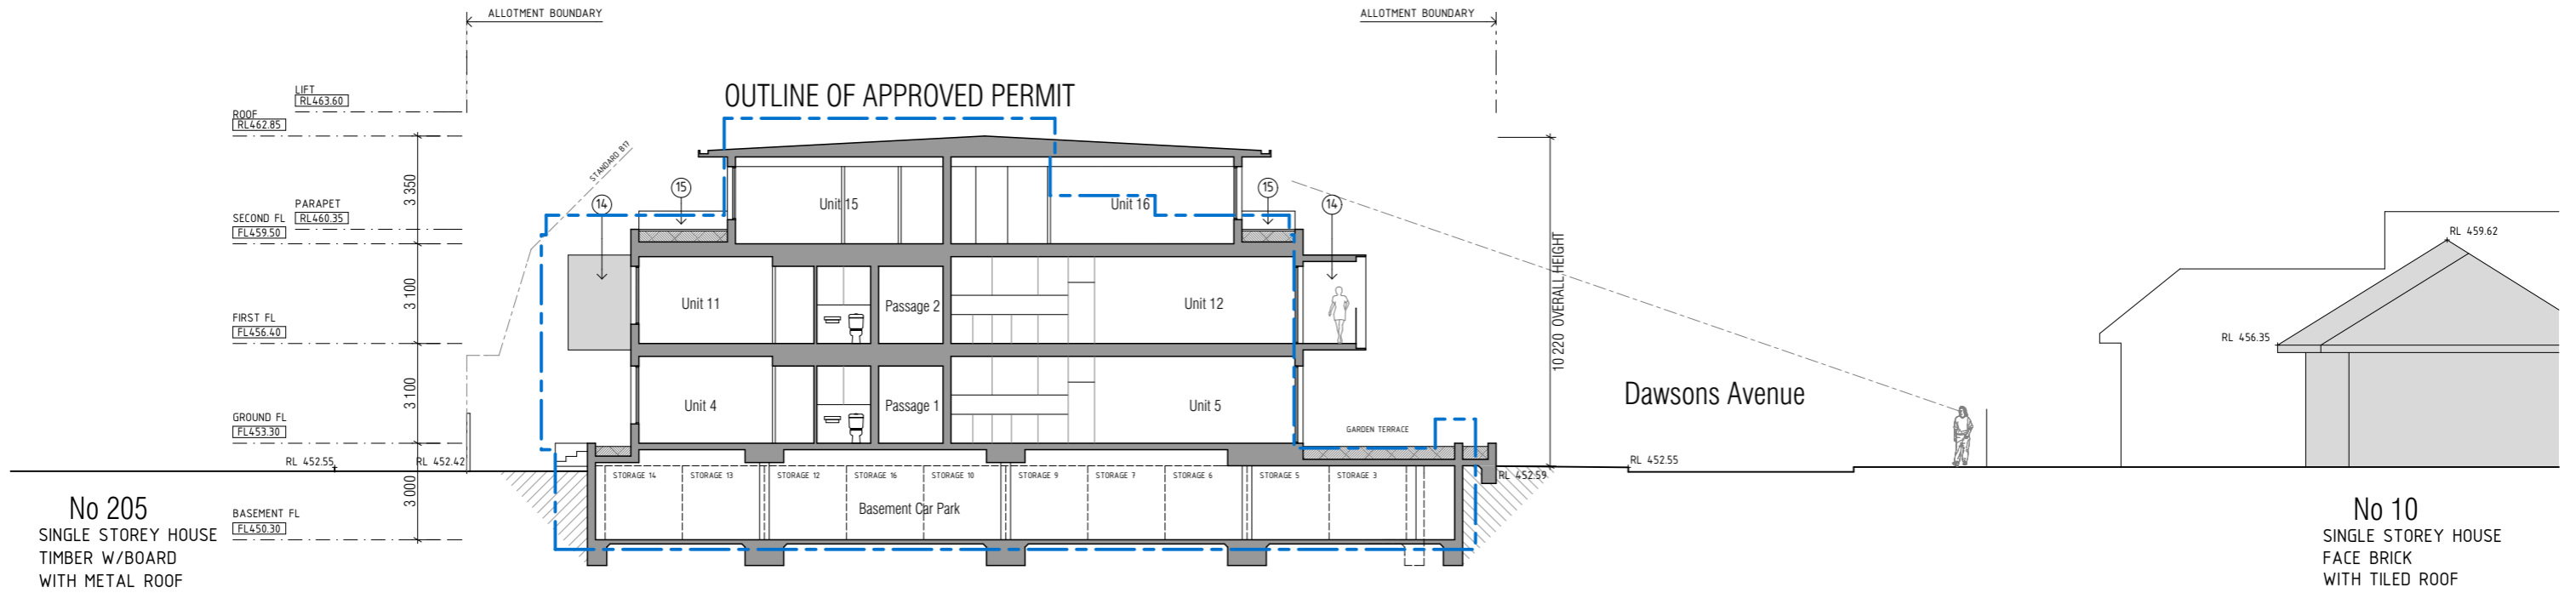 ALLOTMENT BOUNDARY
ALLOTMENT BOUNDARY
OUTLINE OF APPROVED PERMIT
LIFT
RL463.60
ROOF
RL462.85
STANDARD B17
3 350
15
14
Unit 15
Unit 16
15
14
PARAPET
RL460.35
SECOND FL
FL459.50
RL 459.62
10 220 OVERALL HEIGHT
3 100
Unit 11
Passage 2
Unit 12
FIRST FL
FL456.40
RL 456.35
3 100
Unit 4
Passage 1
Unit 5
Dawsons Avenue
GROUND FL
FL453.30
GARDEN TERRACE
RL 452.55
RL 452.42
RL 452.55
RL 452.59
STORAGE 14
STORAGE 13
STORAGE 12
STORAGE 16
STORAGE 10
STORAGE 9
STORAGE 7
STORAGE 6
STORAGE 5
STORAGE 3
3 000
Basement Car Park
BASEMENT FL
FL450.30
No 205
SINGLE STOREY HOUSE
TIMBER W/BOARD
WITH METAL ROOF
No 10
SINGLE STOREY HOUSE
FACE BRICK
WITH TILED ROOF